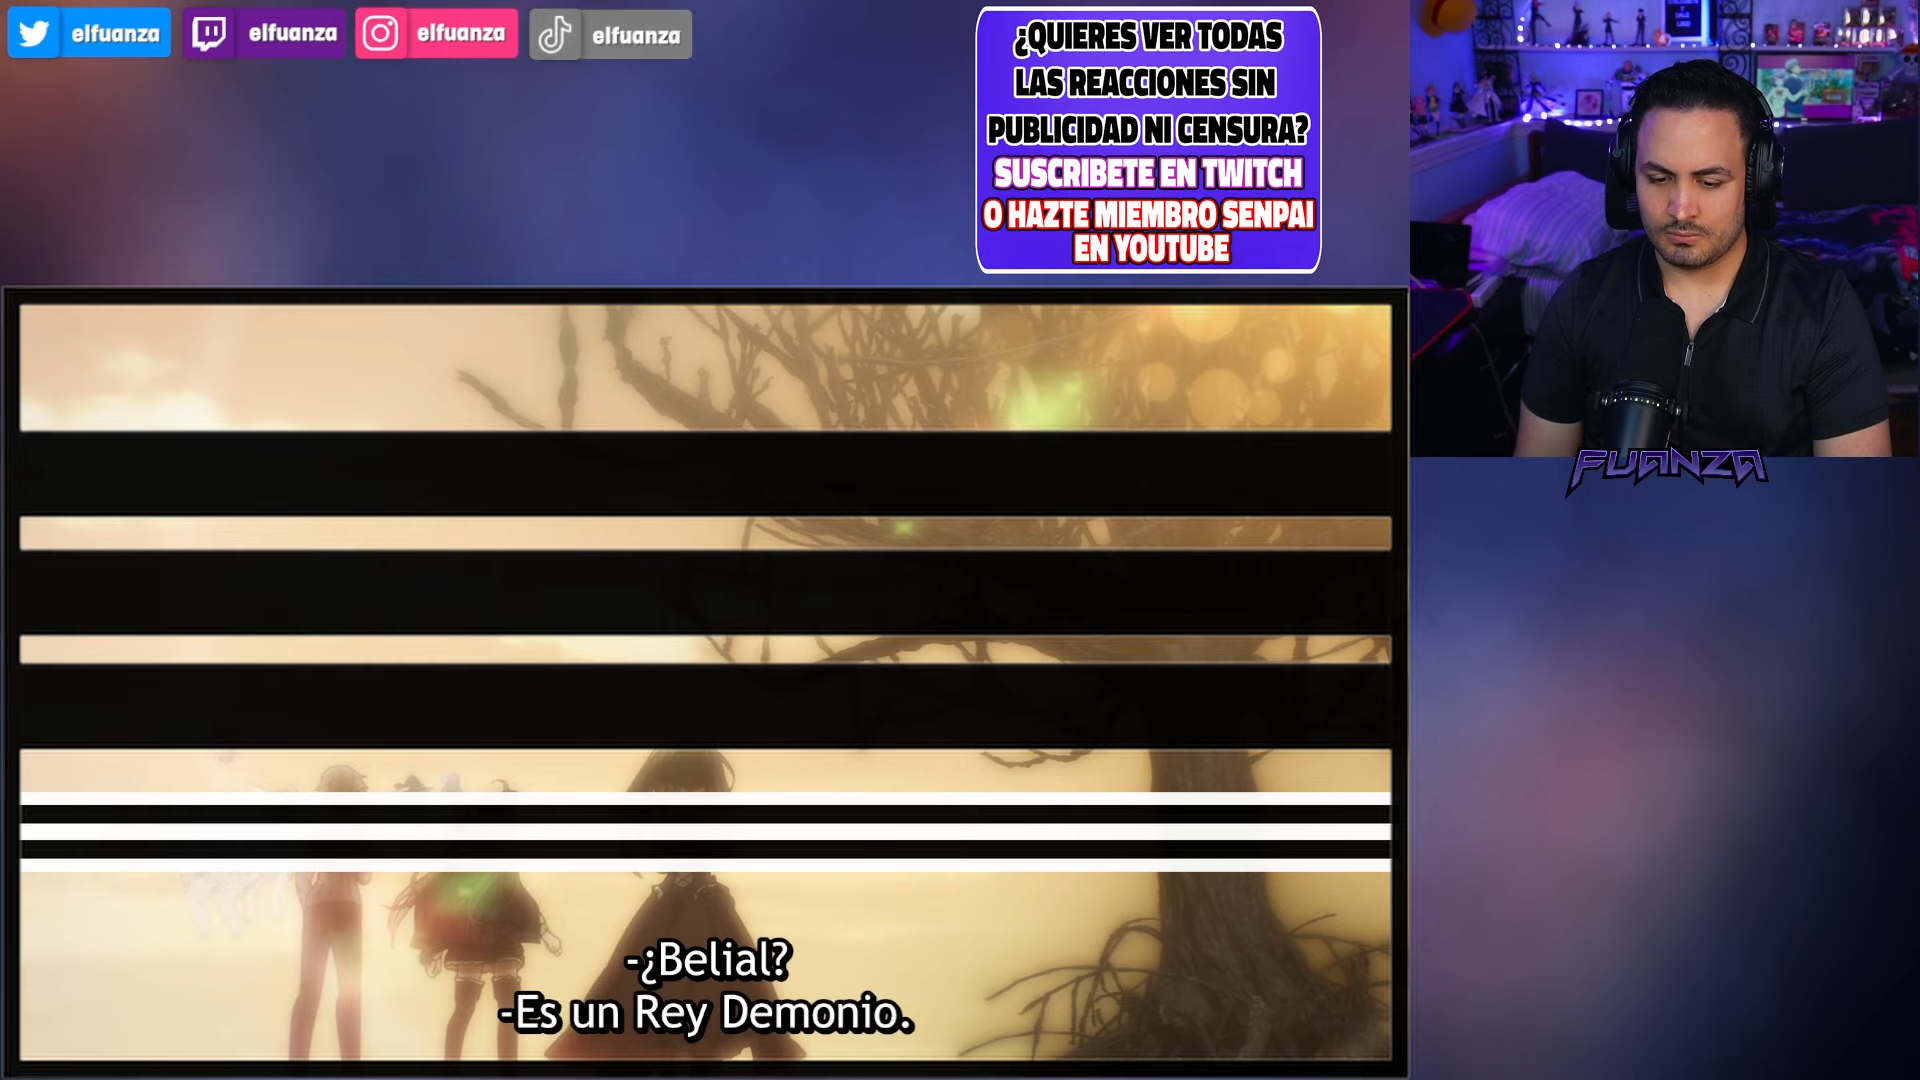 elfuanza
elfuanza
elfuanza
elfuanza
¿QUIERES VER TODAS
LAS REACCIONES SIN
PUBLICIDAD NI CENSURA?
SUSCRIBETE EN TWITCH
O HAZTE MIEMBRO SENPAI
EN YOUTUBE
FUANZA
-¿Belial?
-Es un Rey Demonio.